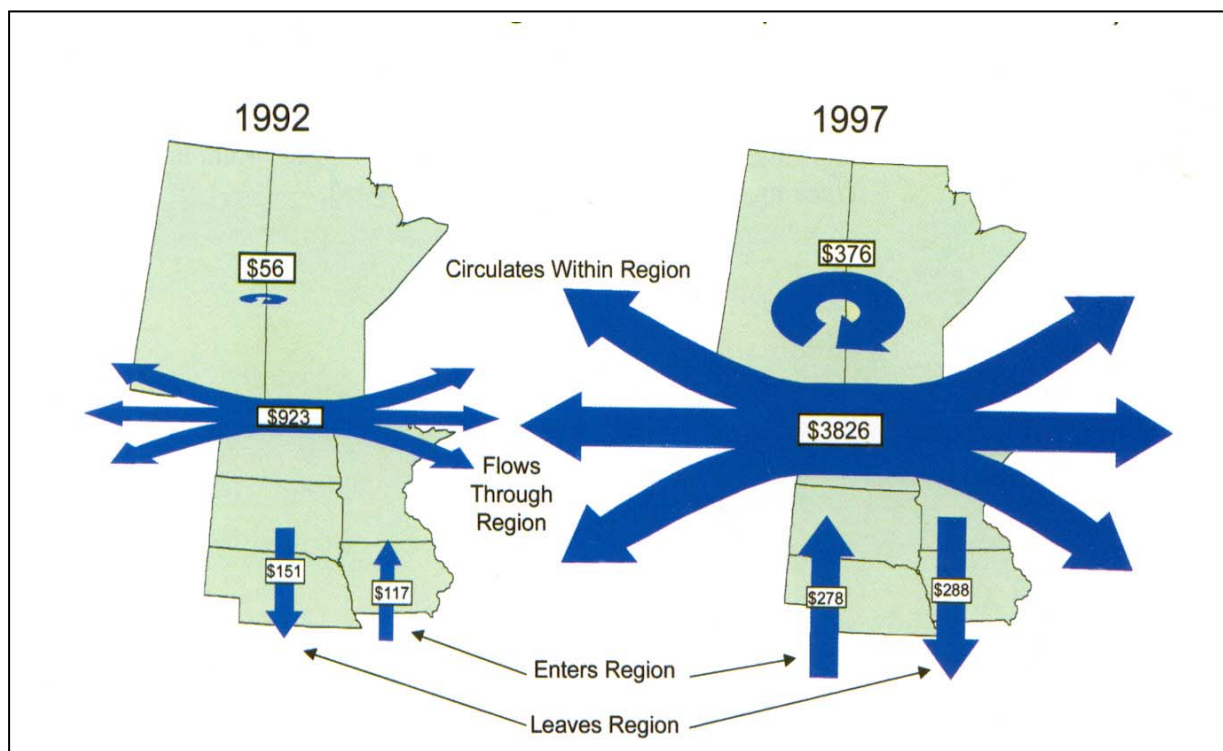 1992
1997
$56
$376
Circulates Within Region
$923
$3826
Flows
Through
Region
$151
$117
$278
$288
Enters Region
Leaves Region